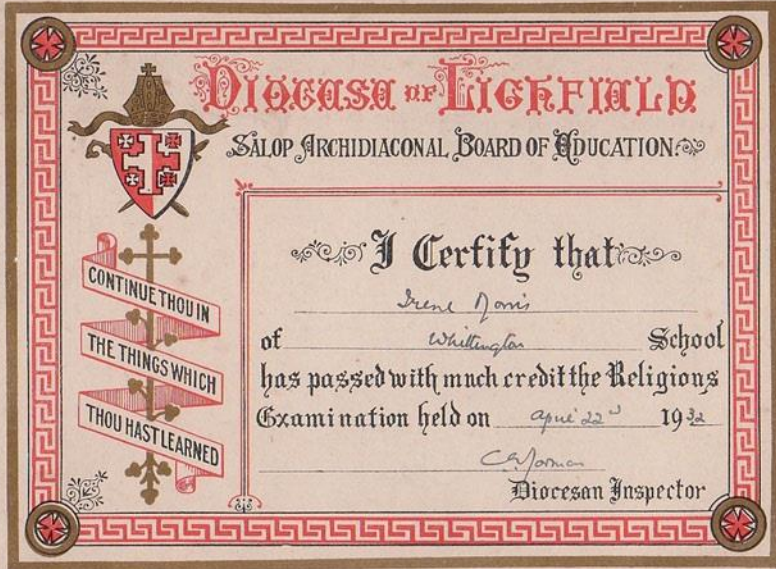 DIOCESE OF LICHFIELD
SALOP ARCHIDIACONAL BOARD OF EDUCATION
CONTINUE THOU IN
THE THINGS WHICH
THOU HAST LEARNED
I Certify that
Irene Morris
of Whittington School
has passed with much credit the Religious
Examination held on April 22nd 1932
Diocesan Inspector